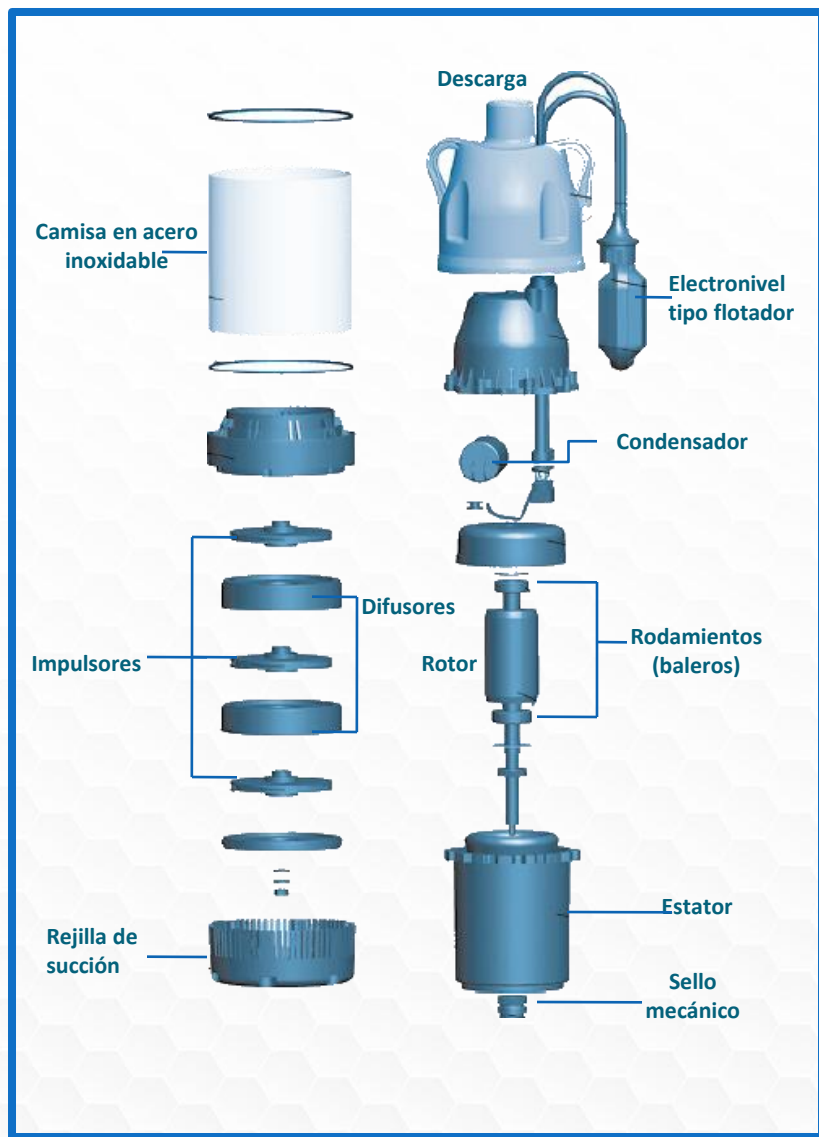 Descarga
Camisa en acero
inoxidable
Electronivel
tipo flotador
Condensador
Difusores
Impulsores
Rotor
Rodamientos
(baleros)
Estator
Rejilla de
succión
Sello
mecánico